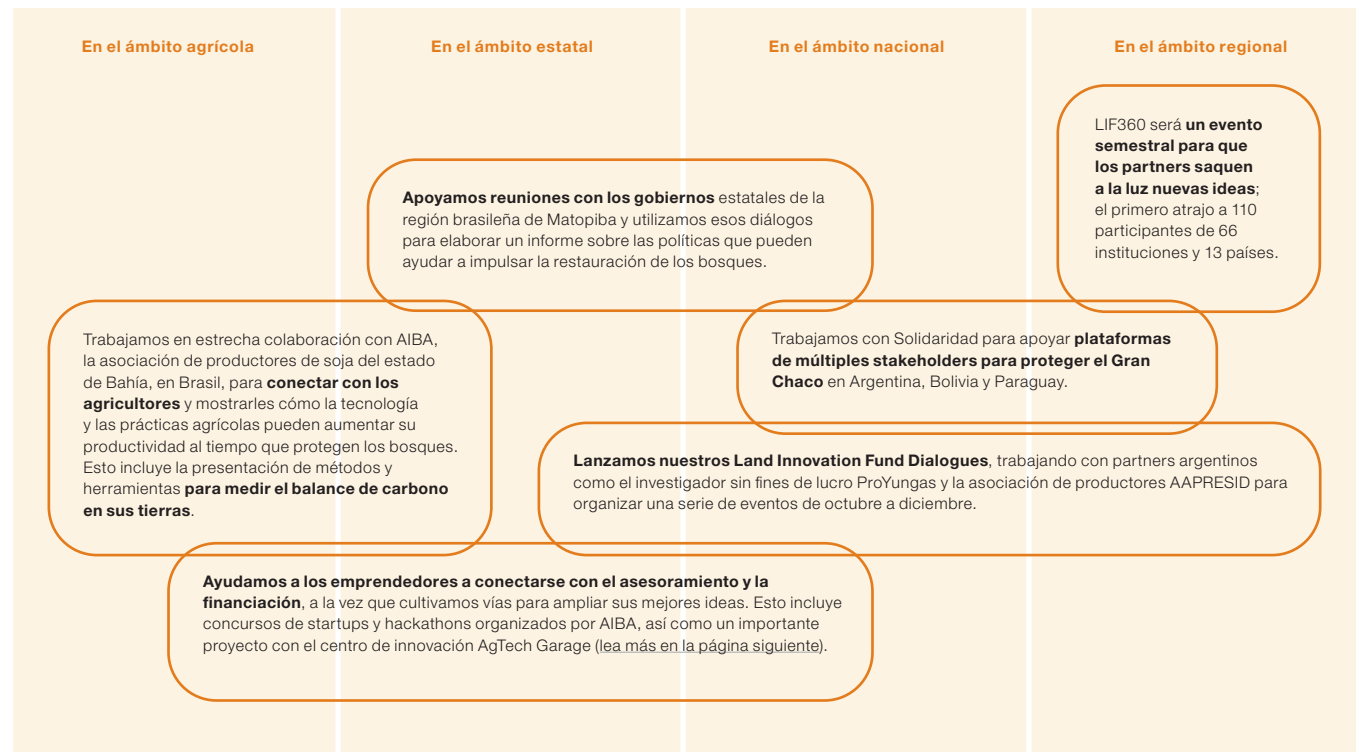 En el ámbito agrícola
En el ámbito estatal
En el ámbito nacional
En el ámbito regional
LIF360 será un evento
semestral para que
los partners saquen
a la luz nuevas ideas;
el primero atrajo a 110
participantes de 66
instituciones y 13 países.
Apoyamos reuniones con los gobiernos estatales de la
región brasileña de Matopiba y utilizamos esos diálogos
para elaborar un informe sobre las políticas que pueden
ayudar a impulsar la restauración de los bosques.
Trabajamos en estrecha colaboración con AIBA,
la asociación de productores de soja del estado
de Bahía, en Brasil, para conectar con los
agricultores y mostrarles cómo la tecnología
y las prácticas agrícolas pueden aumentar su
productividad al tiempo que protegen los bosques.
Esto incluye la presentación de métodos y
herramientas para medir el balance de carbono
en sus tierras.
Trabajamos con Solidaridad para apoyar plataformas
de múltiples stakeholders para proteger el Gran
Chaco en Argentina, Bolivia y Paraguay.
Lanzamos nuestros Land Innovation Fund Dialogues, trabajando con partners argentinos
como el investigador sin fines de lucro ProYungas y la asociación de productores AAPRESID para
organizar una serie de eventos de octubre a diciembre.
Ayudamos a los emprendedores a conectarse con el asesoramiento y la
financiación, a la vez que cultivamos vías para ampliar sus mejores ideas. Esto incluye
concursos de startups y hackathons organizados por AIBA, así como un importante
proyecto con el centro de innovación AgTech Garage (lea más en la página siguiente).